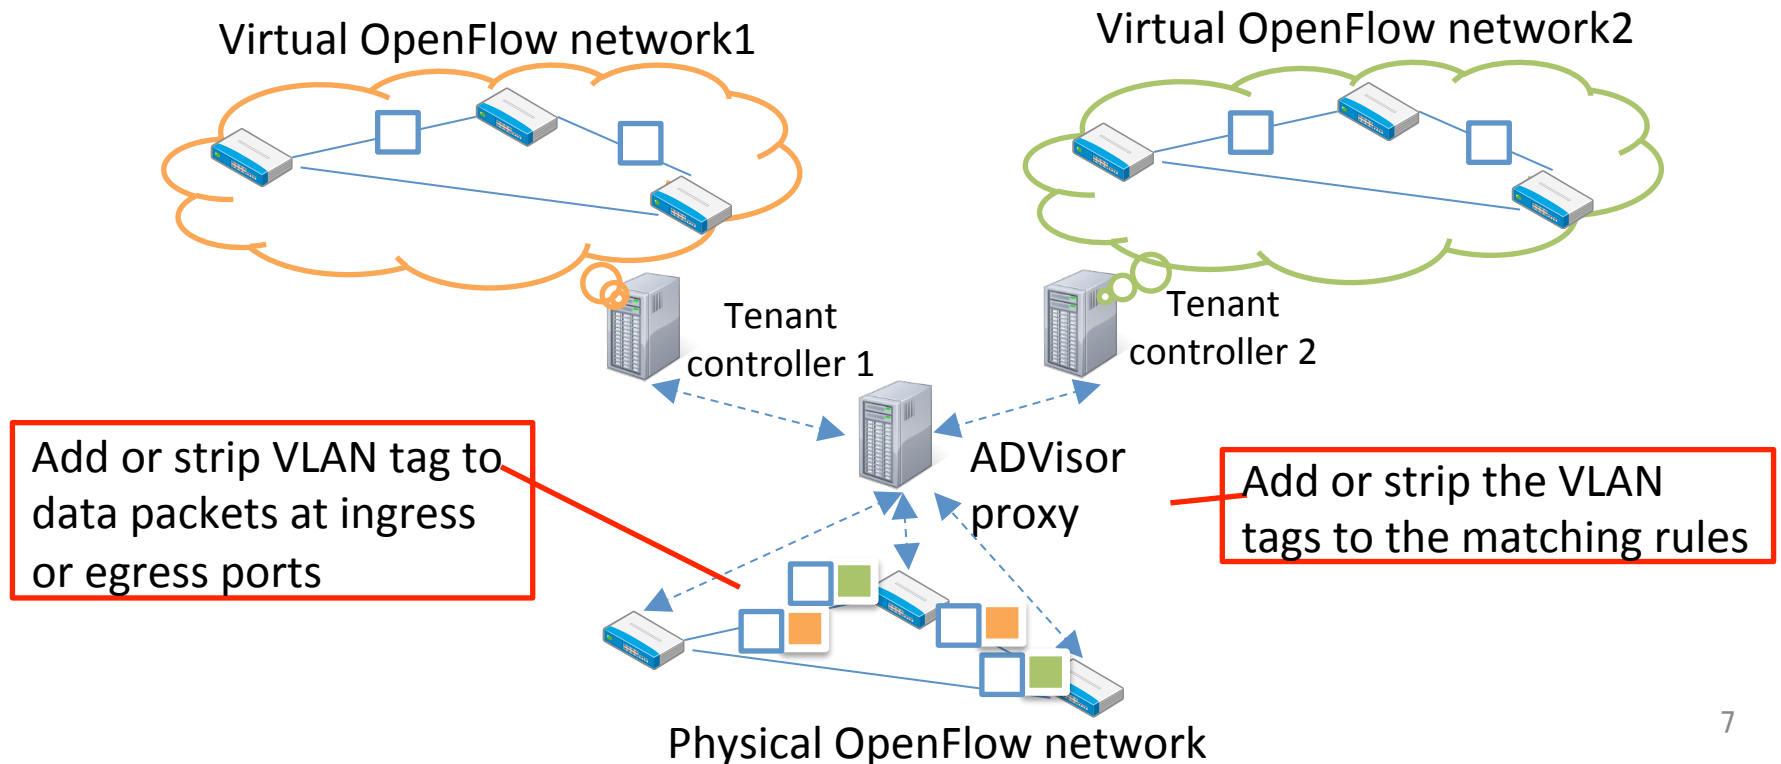 Virtual OpenFlow network1
Virtual OpenFlow network2
Tenant
controller 1
Tenant
controller 2
Add or strip VLAN tag to
data packets at ingress
or egress ports
ADVisor
proxy
Add or strip the VLAN
tags to the matching rules
Physical OpenFlow network
7